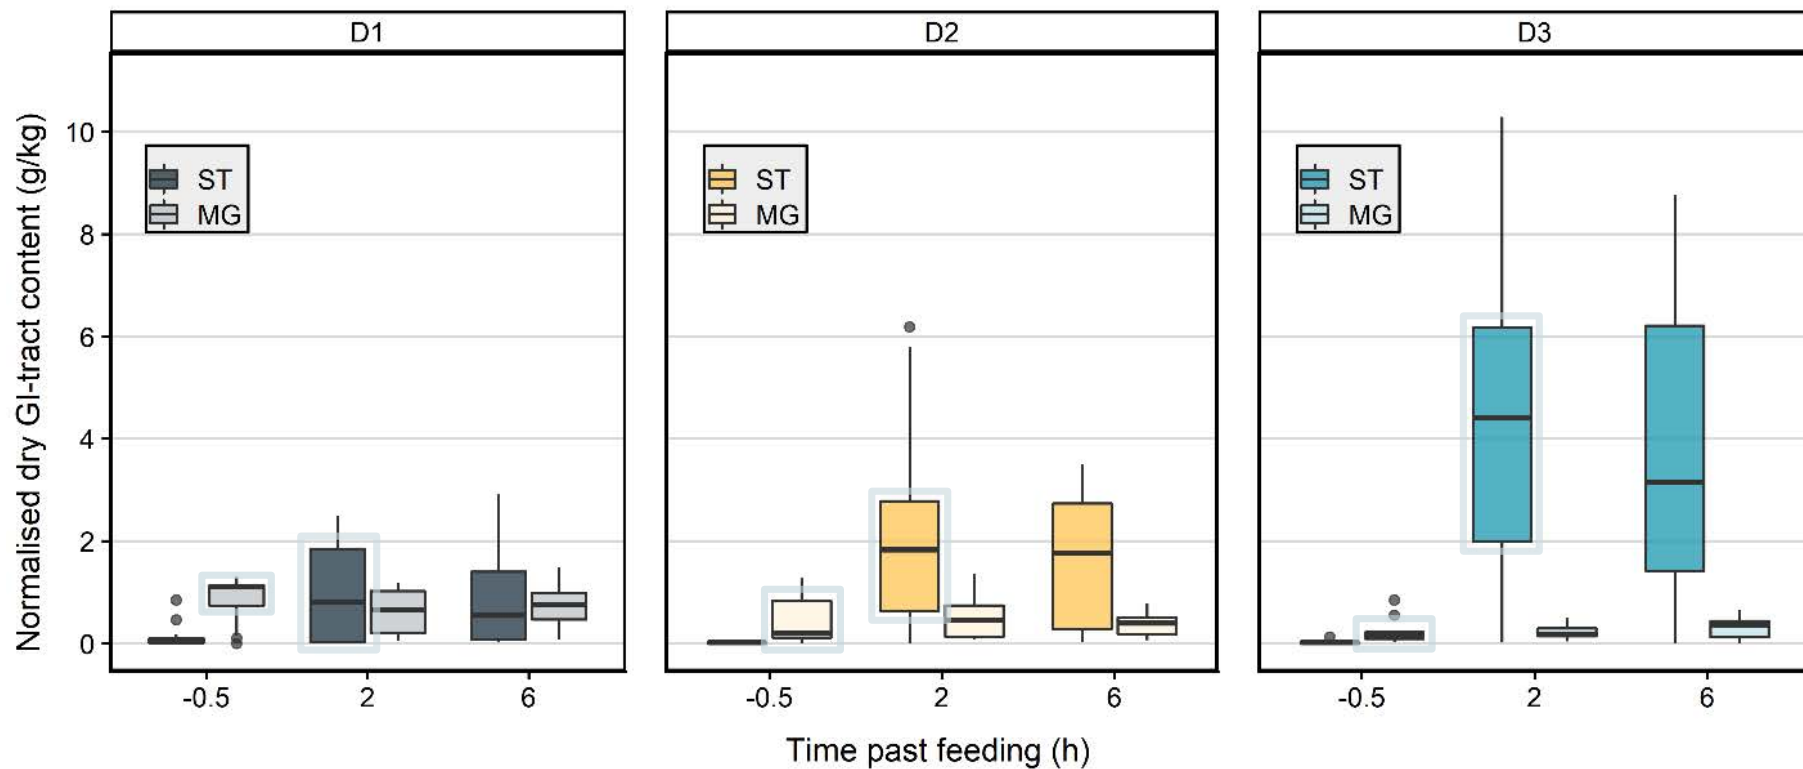 D1
D2
D3
Normalised dry GI-tract content (g/kg)
10
8
6
4
2
0
ST
MG
ST
MG
ST
MG
-0.5
2
6
-0.5
2
6
-0.5
2
6
Time past feeding (h)